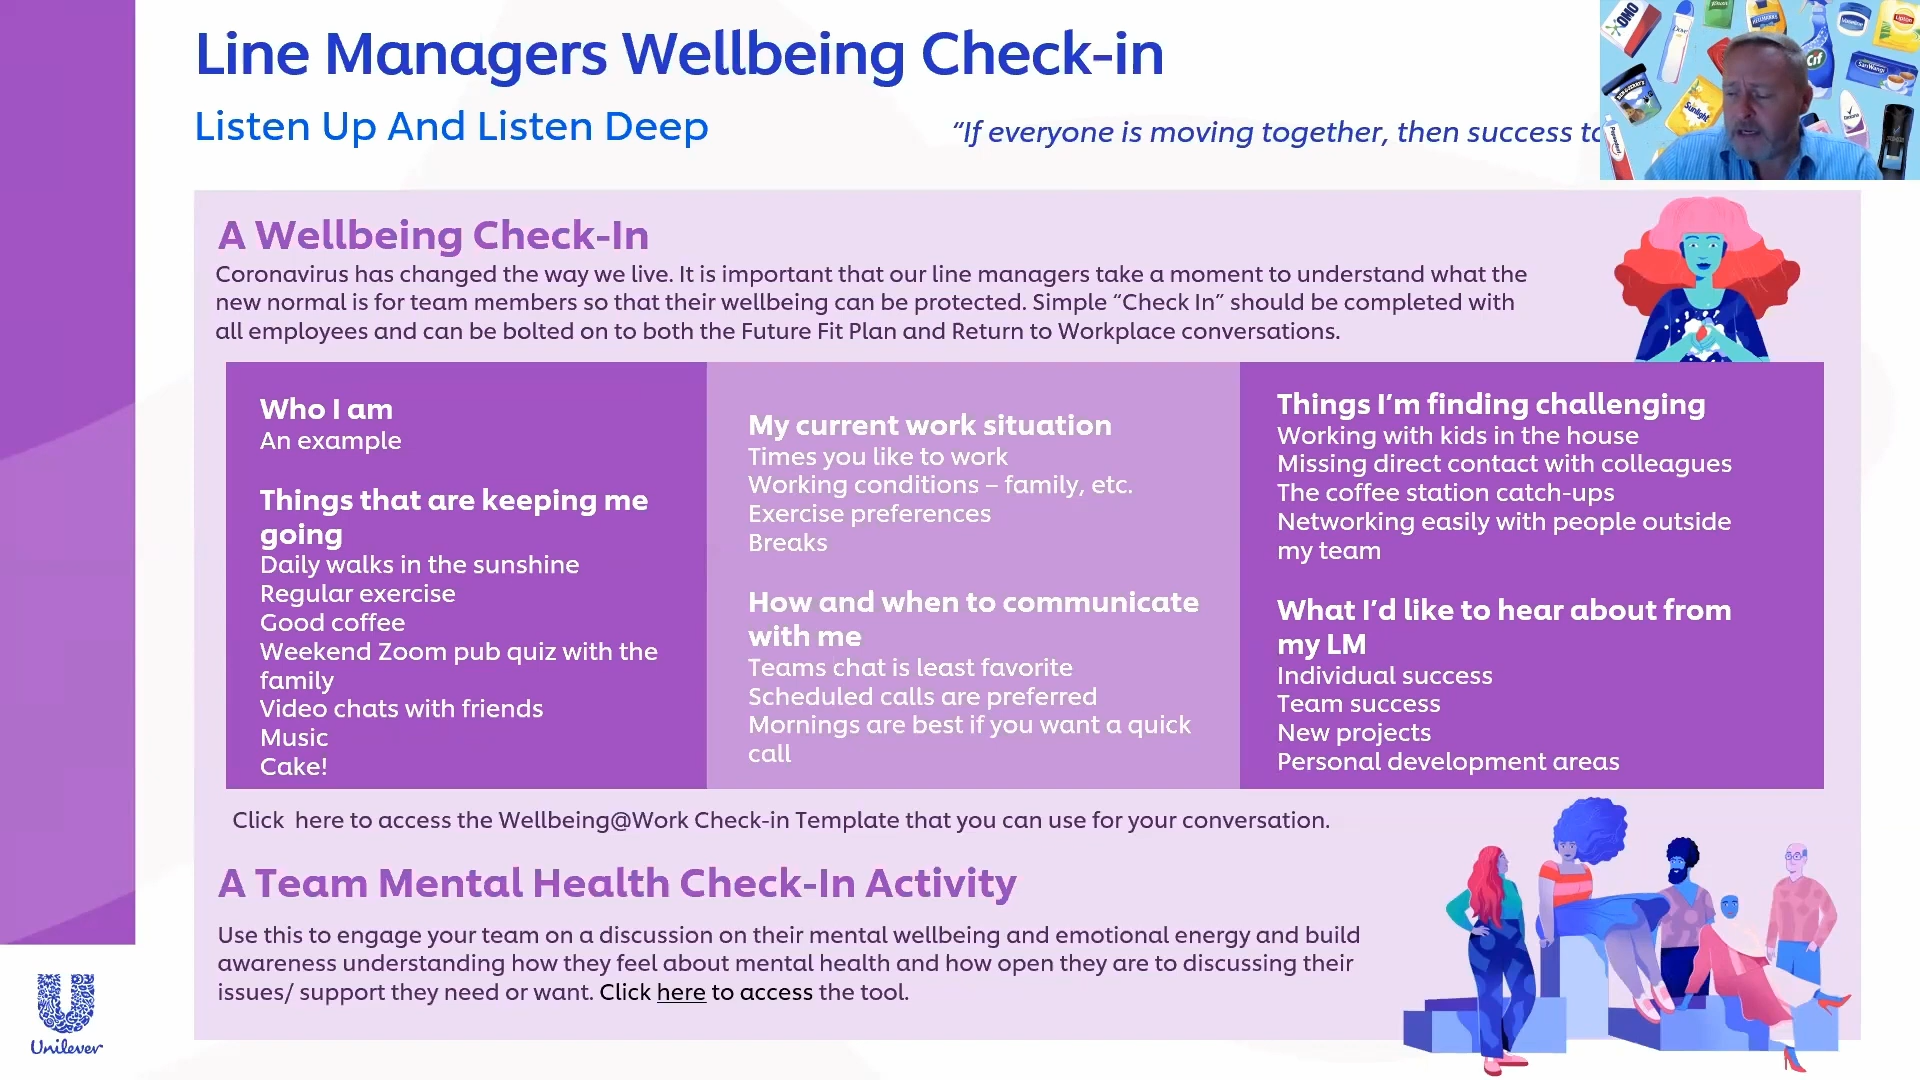 Line Managers Wellbeing Check-in
Listen Up And Listen Deep
“If everyone is moving together, then success
A Wellbeing Check-In
Coronavirus has changed the way we live. It is important that our line managers take a moment to understand what the
new normal is for team members so that their wellbeing can be protected. Simple “Check In” should be completed with
all employees and can be bolted on to both the Future Fit Plan and Return to Workplace conversations.
Who I am
An example
Things that are keeping me
going
Daily walks in the sunshine
Regular exercise
Good coffee
Weekend Zoom pub quiz with the
family
Video chats with friends
Music
Cake!
My current work situation
Times you like to work
Working conditions – family, etc.
Exercise preferences
Breaks
How and when to communicate
with me
Teams chat is least favorite
Scheduled calls are preferred
Mornings are best if you want a quick
call
Things I’m finding challenging
Working with kids in the house
Missing direct contact with colleagues
The coffee station catch-ups
Networking easily with people outside
my team
What I’d like to hear about from
my LM
Individual success
Team success
New projects
Personal development areas
Click  here to access the Wellbeing@Work Check-in Template that you can use for your conversation.
A Team Mental Health Check-In Activity
Use this to engage your team on a discussion on their mental wellbeing and emotional energy and build
awareness understanding how they feel about mental health and how open they are to discussing their
issues/ support they need or want. Click here to access the tool.
Unilever
OMO
Dove
Knorr
Vaseline
Lipton
Cif
SariWangi
Sunlight